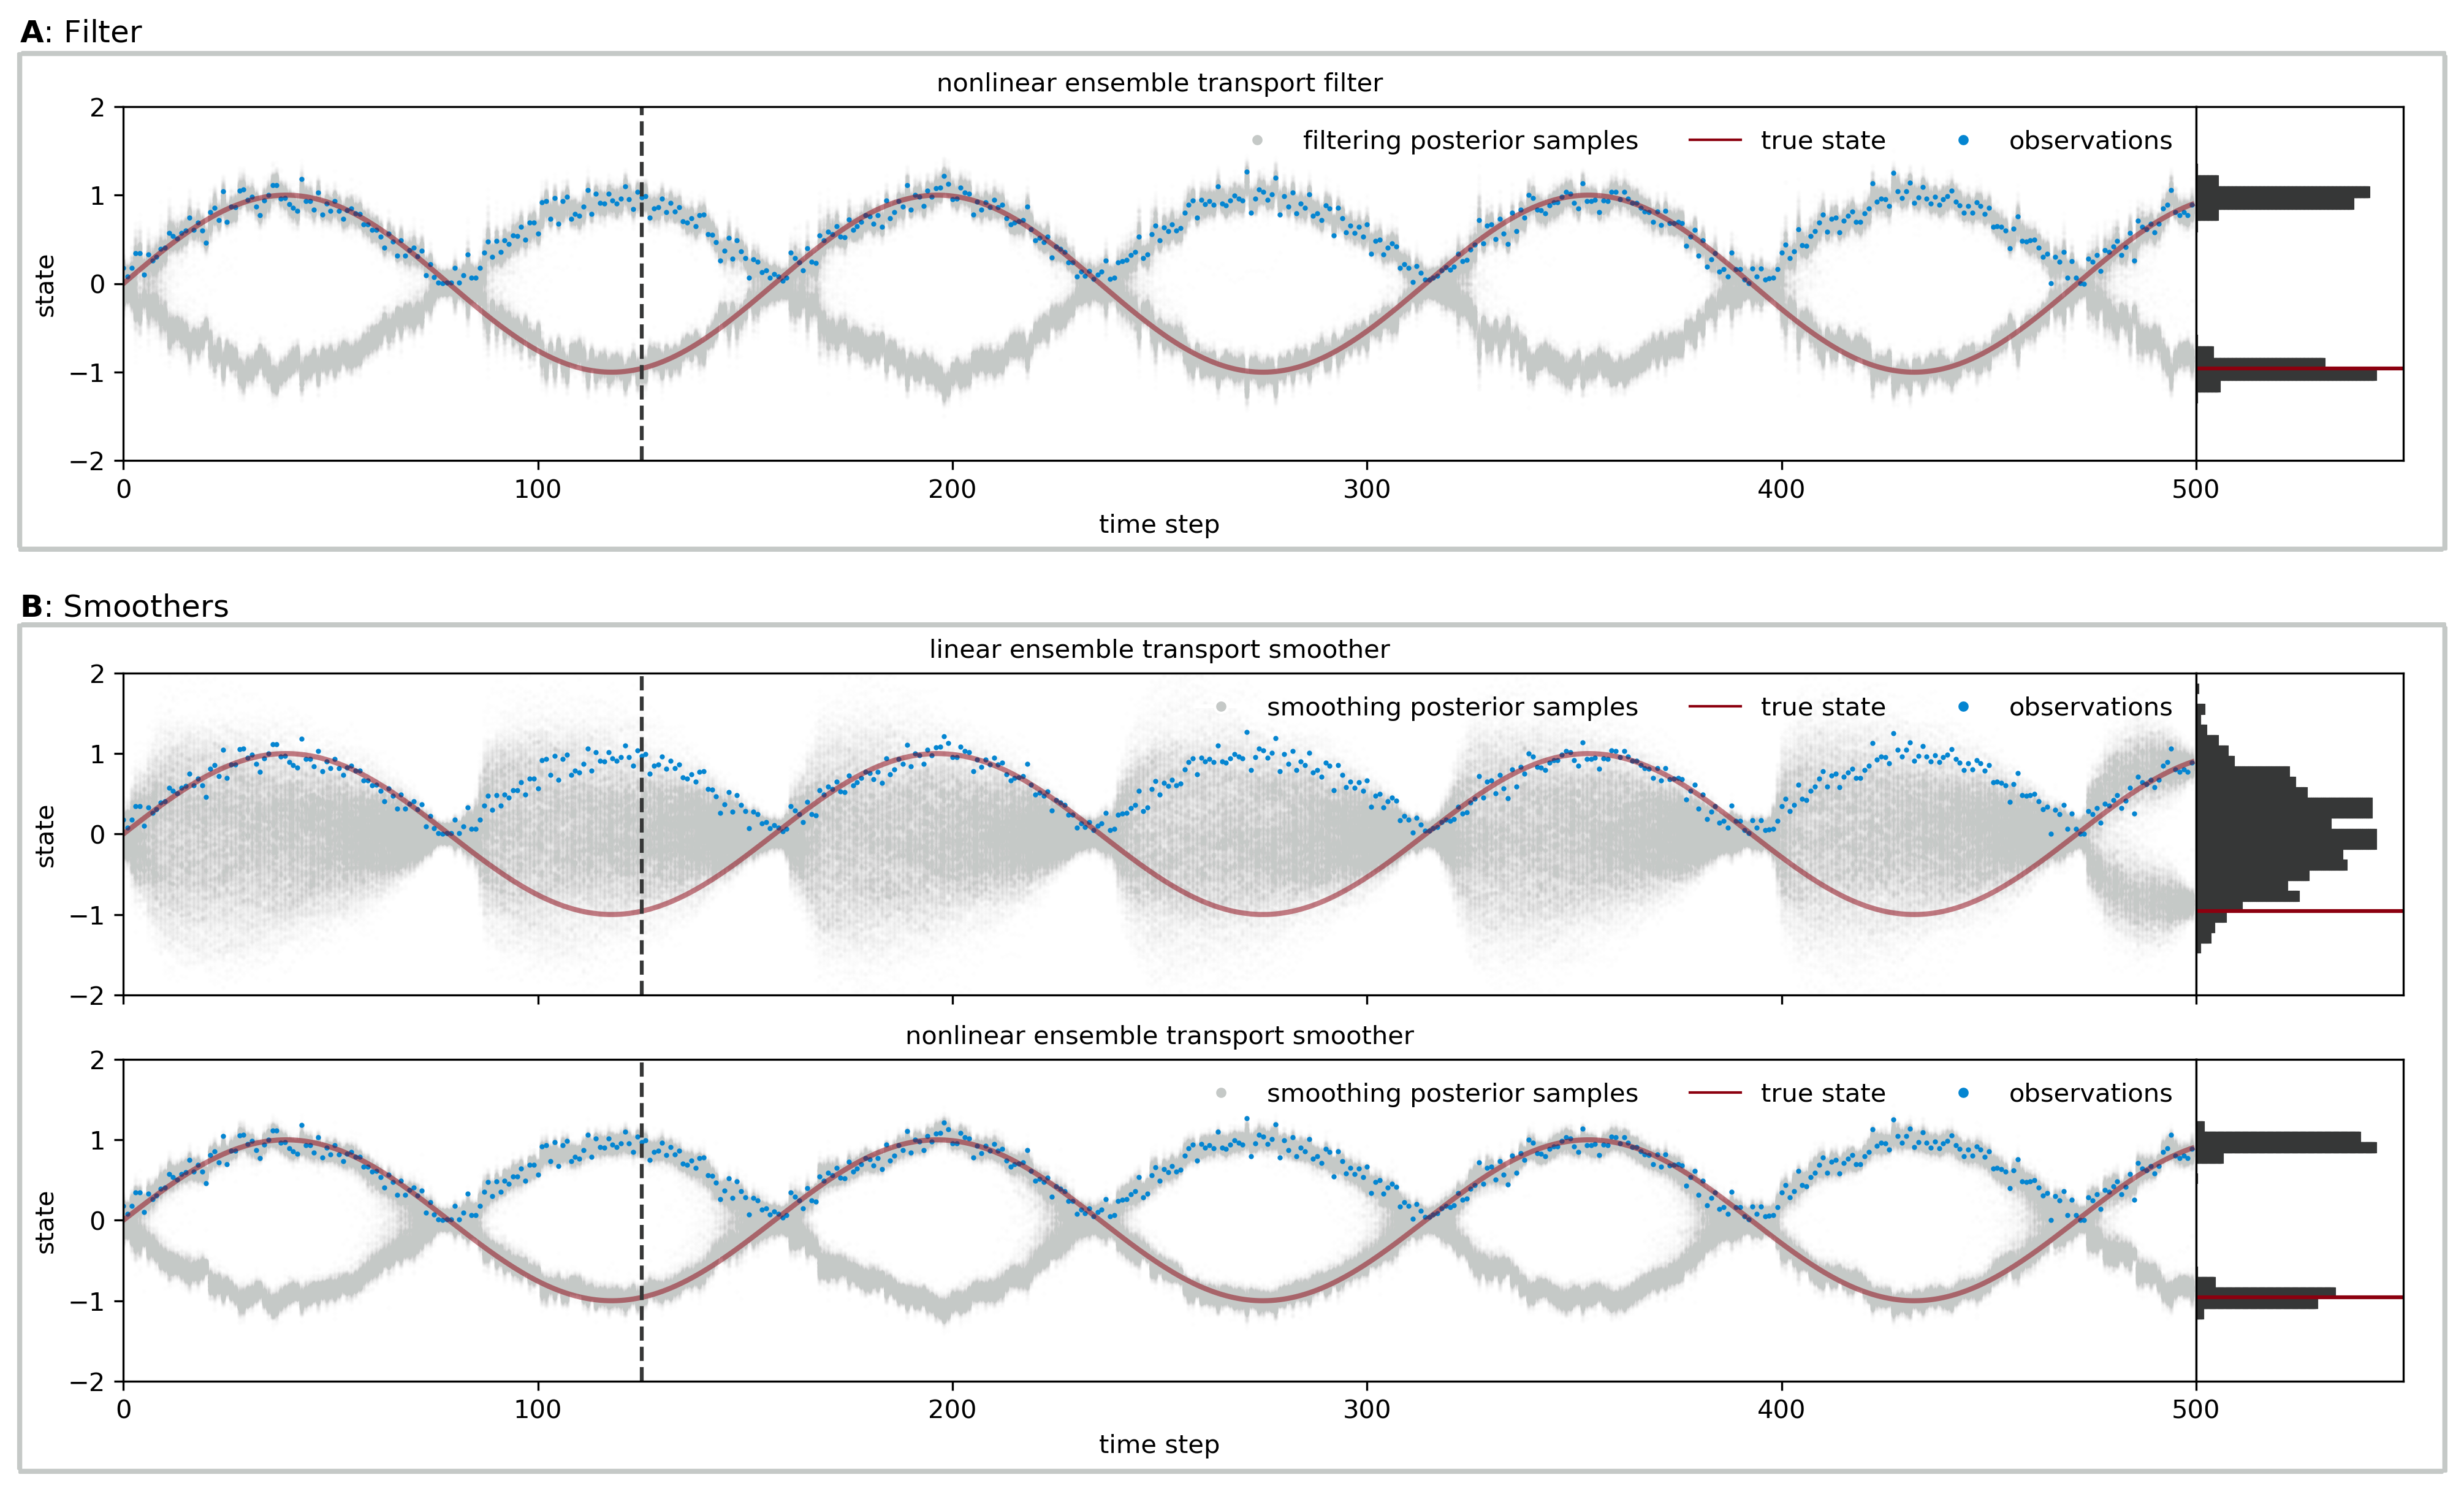 A: Filter
nonlinear ensemble transport filter
filtering posterior samples true state observations
2
1
0
−1
−2
state
0 100 200 300 400 500
time step
B: Smoothers
linear ensemble transport smoother
smoothing posterior samples true state observations
2
1
0
−1
−2
state
nonlinear ensemble transport smoother
smoothing posterior samples true state observations
2
1
0
−1
−2
state
0 100 200 300 400 500
time step